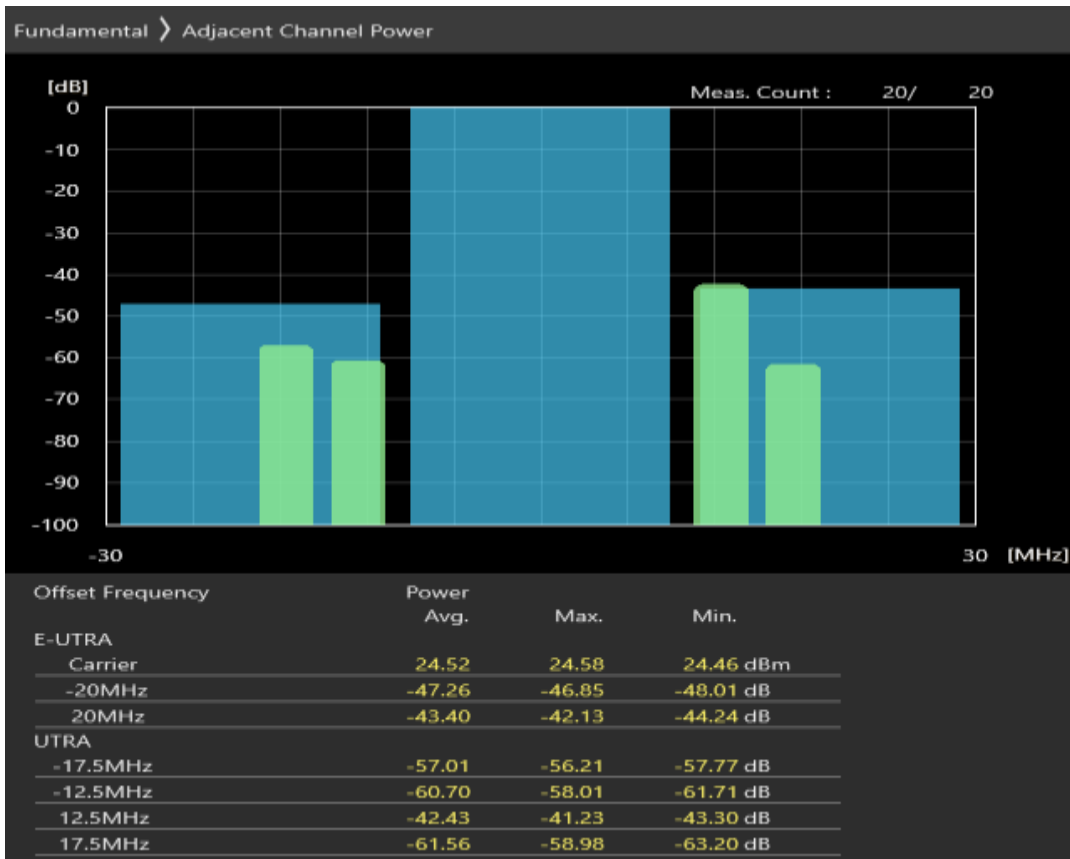 Fundamental 〉 Adjacent Channel Power
[dB]
Meas. Count : 20/ 20
0
-10
-20
-30
-40
-50
-60
-70
-80
-90
-100
-30 30 [MHz]
Offset Frequency Power
Avg. Max. Min.
E-UTRA
Carrier 24.52 24.58 24.46 dBm
-20MHz -47.26 -46.85 -48.01 dB
20MHz -43.40 -42.13 -44.24 dB
UTRA
-17.5MHz -57.01 -56.21 -57.77 dB
-12.5MHz -60.70 -58.01 -61.71 dB
12.5MHz -42.43 -41.23 -43.30 dB
17.5MHz -61.56 -58.98 -63.20 dB